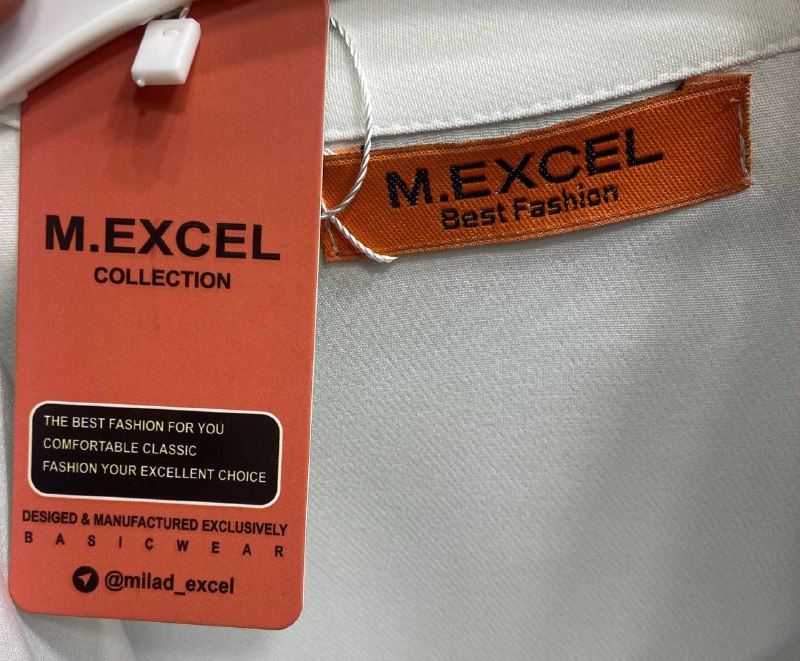 M.EXCEL
COLLECTION
THE BEST FASHION FOR YOU
COMFORTABLE CLASSIC
FASHION YOUR EXCELLENT CHOICE
DESIGED & MANUFACTURED EXCLUSIVELY
BASICWEAR
@milad_excel
M.EXCEL
Best Fashion